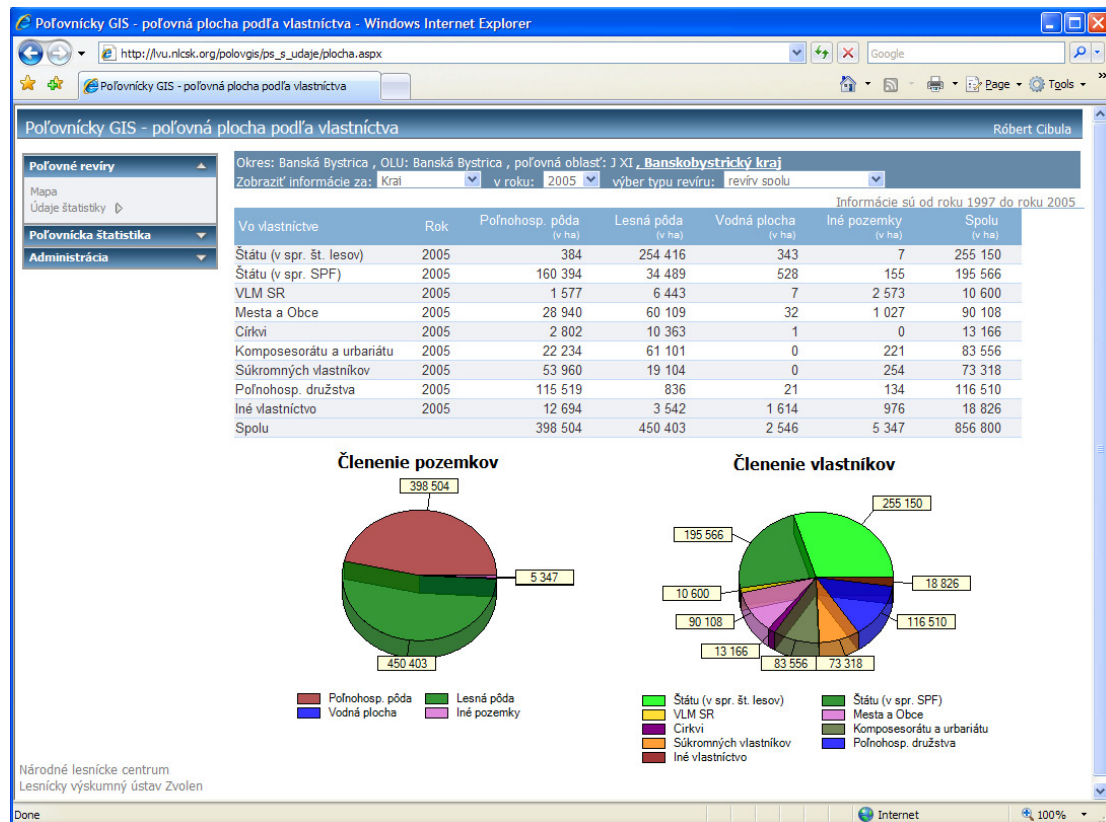 Poľovnícky GIS - poľovná plocha podľa vlastníctva - Windows Internet Explorer
http://lvu.nlcsk.org/polovgis/ps_s_udaje/plocha.aspx
Google
Poľovnícky GIS - poľovná plocha podľa vlastníctva
Page
Tools
»
Poľovnícky GIS - poľovná plocha podľa vlastníctva
Róbert Cibula
Poľovné revíry
Mapa
Údaje štatistiky
Poľovnícka štatistika
Administrácia
Okres: Banská Bystrica , OLU: Banská Bystrica , poľovná oblasť: J XI , Banskobystrický kraj
Zobraziť informácie za: Kraj v roku: 2005 výber typu revíru: revíry spolu
Informácie sú od roku 1997 do roku 2005
Vo vlastníctve Rok Poľnohosp. pôda (v ha) Lesná pôda (v ha) Vodná plocha (v ha) Iné pozemky (v ha) Spolu (v ha)
Štátu (v spr. št. lesov) 2005 384 254 416 343 7 255 150
Štátu (v spr. SPF) 2005 160 394 34 489 528 155 195 566
VLM SR 2005 1 577 6 443 7 2 573 10 600
Mesta a Obce 2005 28 940 60 109 32 1 027 90 108
Církvi 2005 2 802 10 363 1 0 13 166
Komposesorátu a urbariátu 2005 22 234 61 101 0 221 83 556
Súkromných vlastníkov 2005 53 960 19 104 0 254 73 318
Poľnohosp. družstva 2005 115 519 836 21 134 116 510
Iné vlastníctvo 2005 12 694 3 542 1 614 976 18 826
Spolu 398 504 450 403 2 546 5 347 856 800
Členenie pozemkov
398 504
5 347
450 403
Poľnohosp. pôda Lesná pôda
Vodná plocha Iné pozemky
Členenie vlastníkov
255 150
195 566
18 826
10 600
90 108
116 510
13 166
83 556
73 318
Štátu (v spr. št. lesov) Štátu (v spr. SPF)
VLM SR Mesta a Obce
Cirkvi Komposesorátu a urbariátu
Súkromných vlastníkov Poľnohosp. družstva
Iné vlastníctvo
Národné lesnícke centrum
Lesnícky výskumný ústav Zvolen
Done
Internet
100%